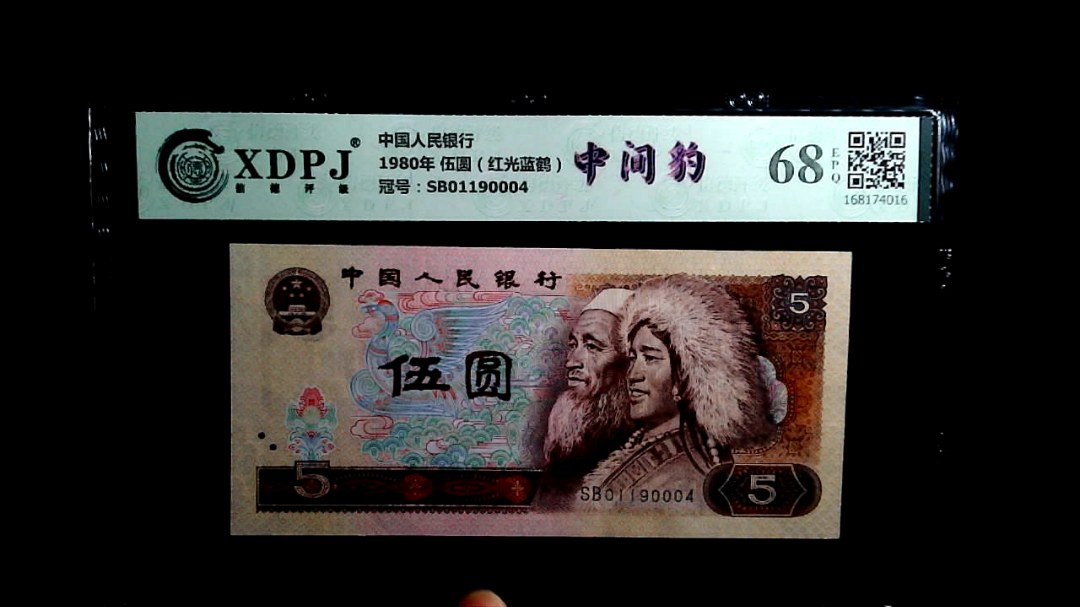 XDPJ®
信德评级
中国人民银行
1980年 伍圆（红光蓝鹤）
冠号：SB01190004
中间豹
68
EPQ
168174016
中国人民银行
5
伍圆
5
SB01190004
5